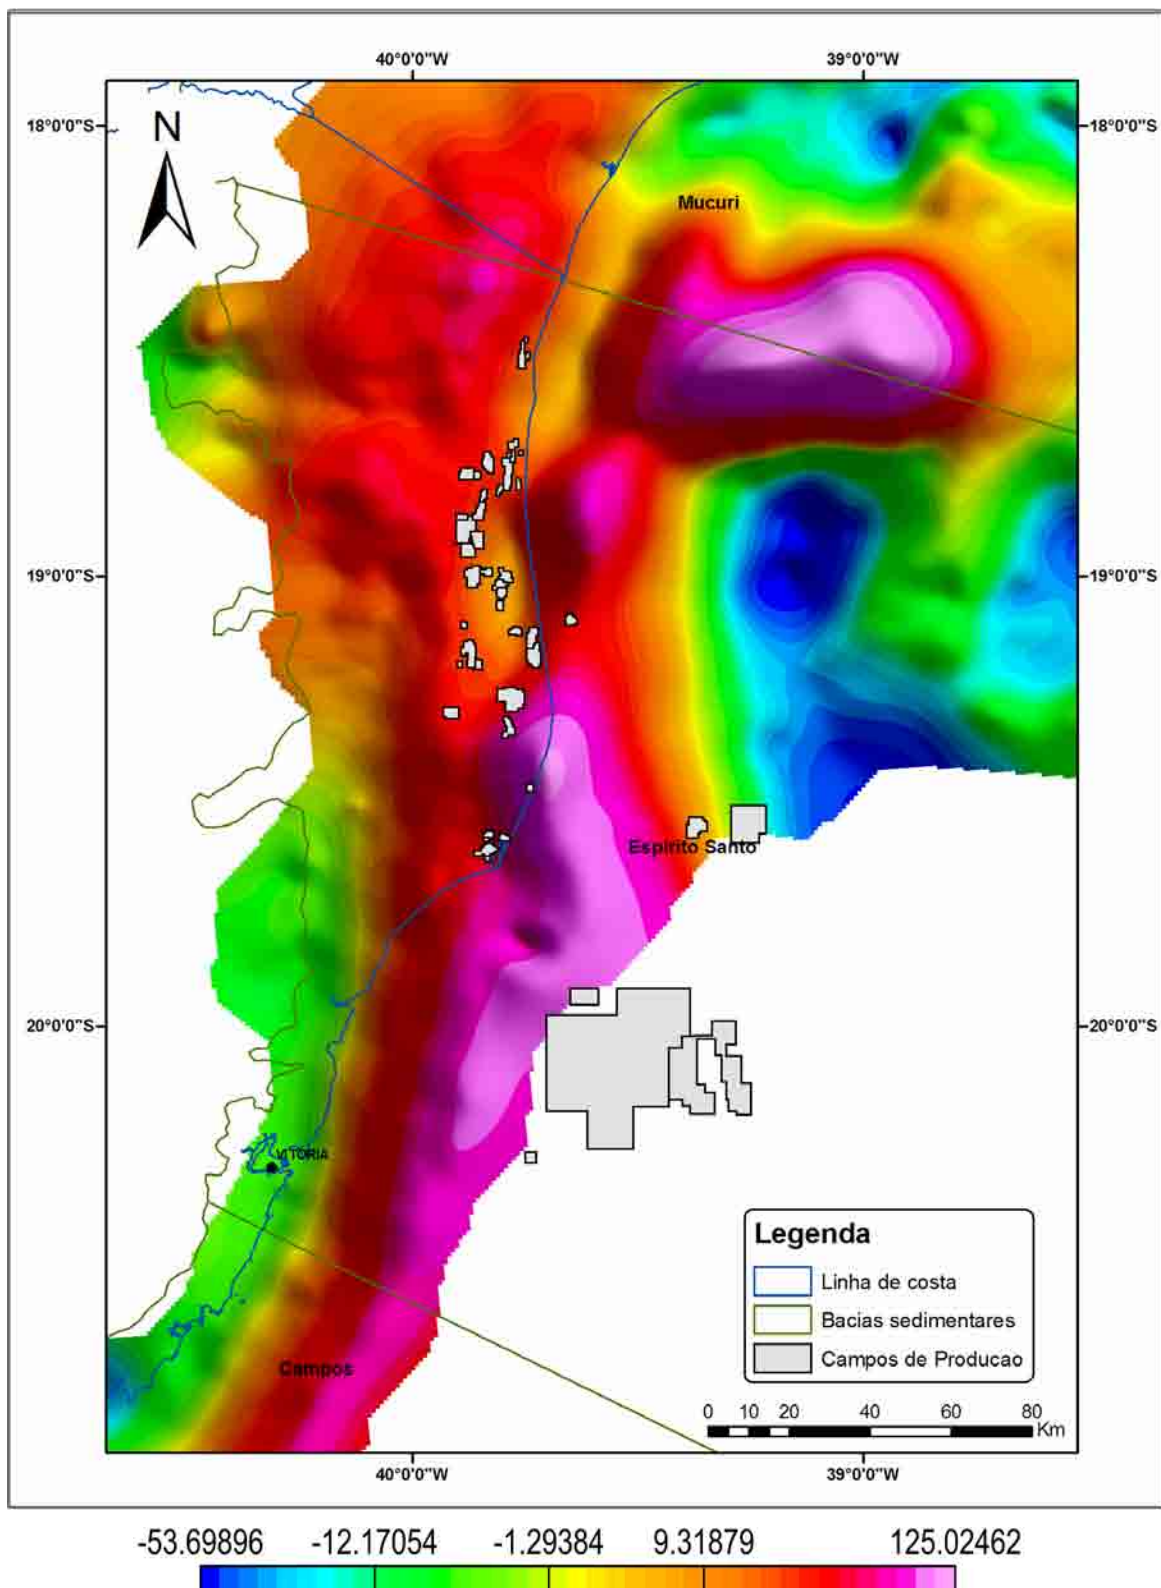 40°0'0"W 39°0'0"W
18°0'0"S 18°0'0"S
N
Mucuri
19°0'0"S 19°0'0"S
Espirito Santo
20°0'0"S 20°0'0"S
VITORIA
Legenda
Linha de costa
Bacias sedimentares
Campos de Producao
Campos
0 10 20 40 60 80
Km
40°0'0"W 39°0'0"W
-53.69896 -12.17054 -1.29384 9.31879 125.02462